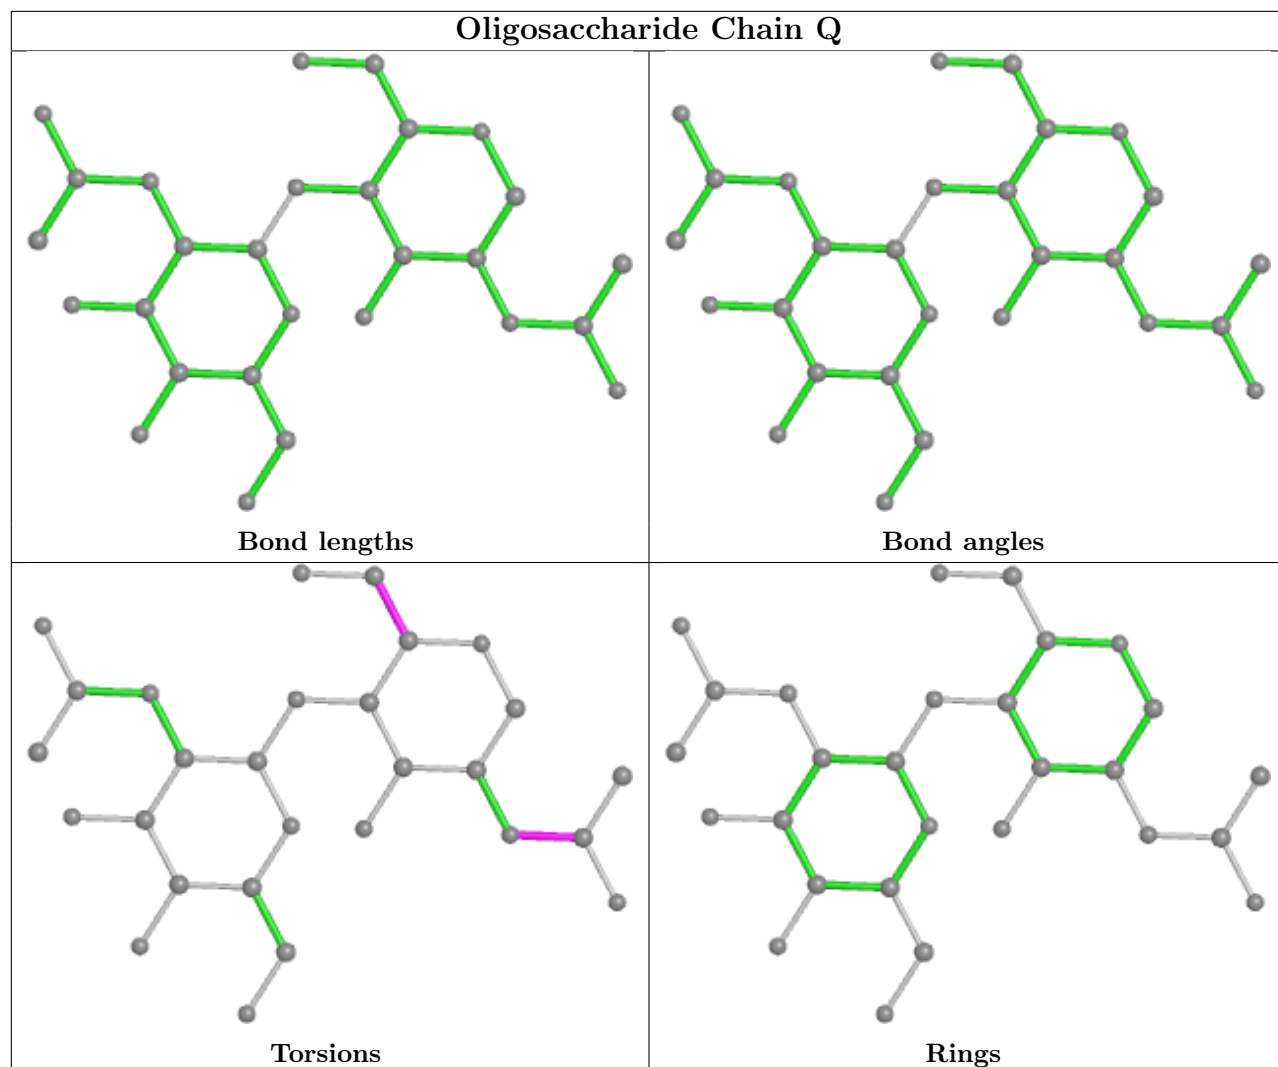 Oligosaccharide Chain Q
Bond lengths
Bond angles
Torsions
Rings